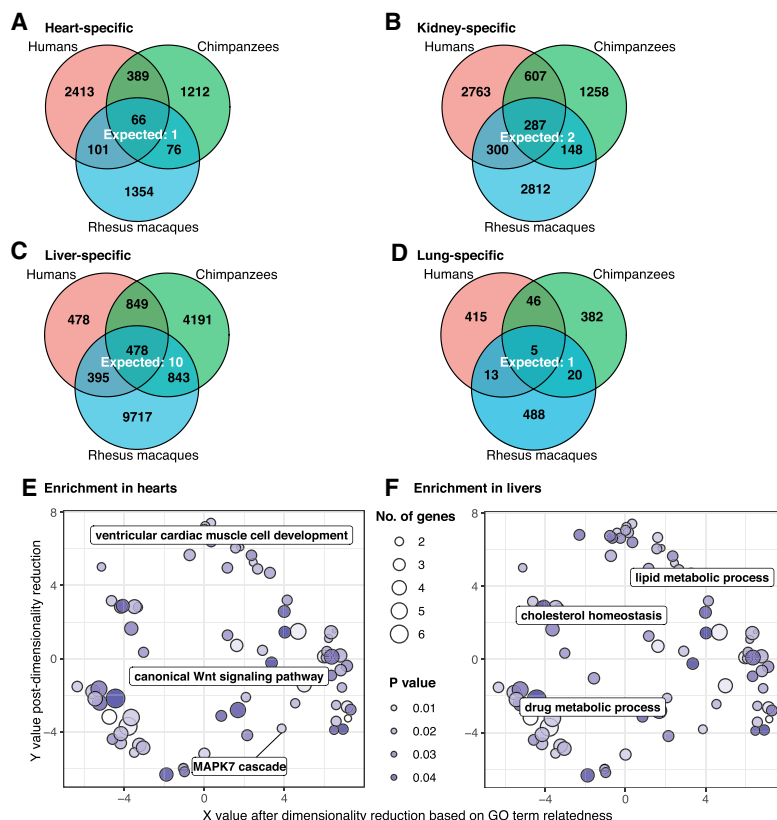 A Heart-specific
Humans
Chimpanzees
389
2413
1212
66
Expected: 1
101
76
1354
Rhesus macaques
B Kidney-specific
Humans
Chimpanzees
607
2763
1258
287
Expected: 2
300
148
2812
Rhesus macaques
C Liver-specific
Humans
Chimpanzees
849
478
4191
478
Expected: 10
395
843
9717
Rhesus macaques
D Lung-specific
Humans
Chimpanzees
46
415
382
5
Expected: 1
13
20
488
Rhesus macaques
E Enrichment in hearts
Y value post-dimensionality reduction
8
4
0
−4
ventricular cardiac muscle cell development
canonical Wnt signaling pathway
MAPK7 cascade
−4
0
4
No. of genes
2
3
4
5
6
P value
0.01
0.02
0.03
0.04
F Enrichment in livers
8
4
0
−4
lipid metabolic process
cholesterol homeostasis
drug metabolic process
−4
0
4
X value after dimensionality reduction based on GO term relatedness